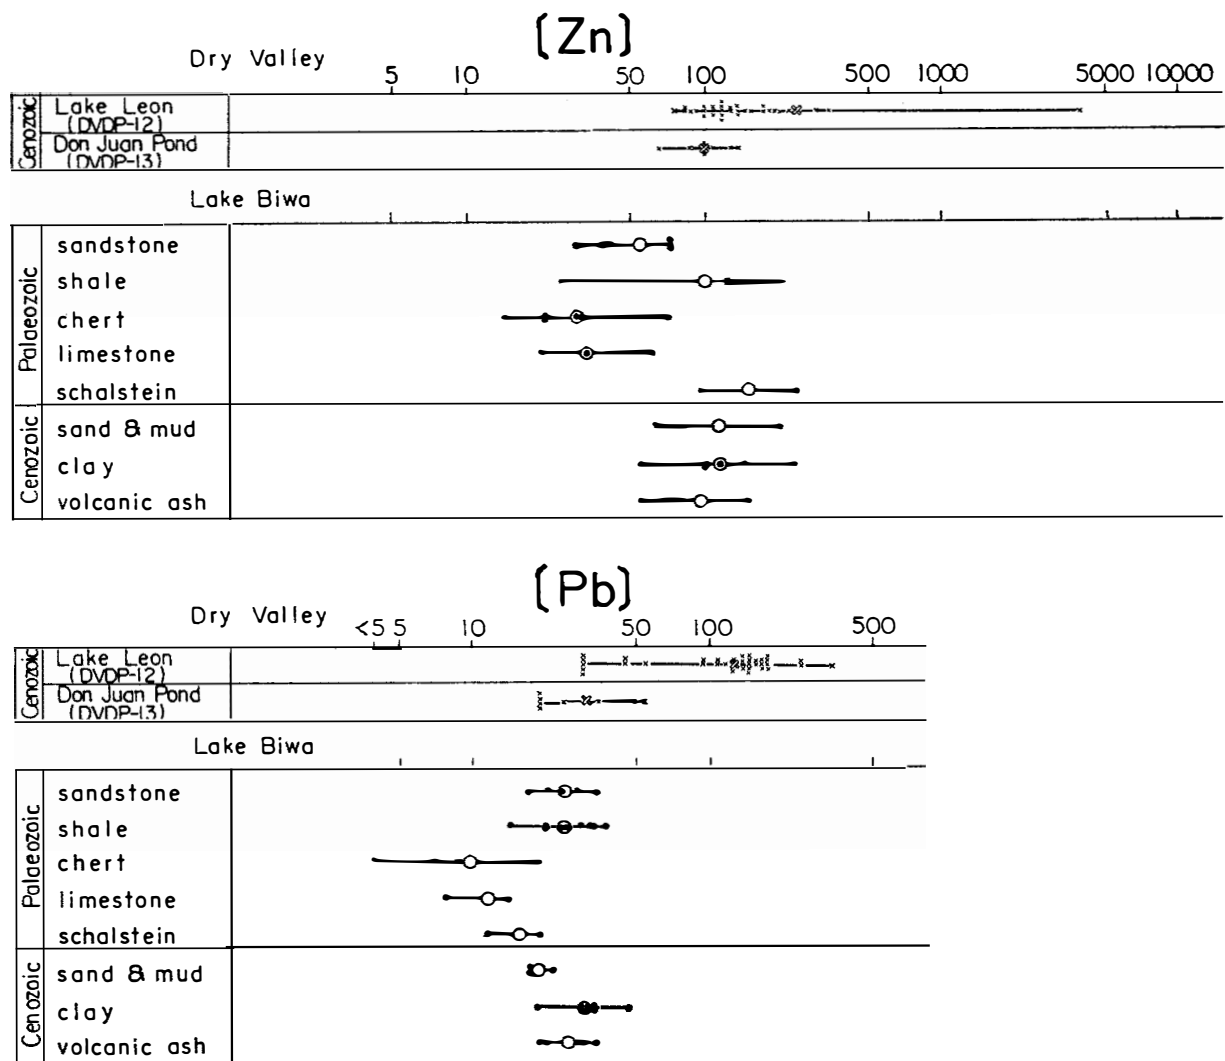 [Zn]
Dry Valley 5 10 50 100 500 1000 5000 10000
Cenozoic
Lake Leon
(DVDP-12)
Don Juan Pond
(DVDP-13)
Lake Biwa
Palaeozoic
sandstone
shale
chert
limestone
schalstein
Cenozoic
sand & mud
clay
volcanic ash
[Pb]
Dry Valley <5 5 10 50 100 500
Cenozoic
Lake Leon
(DVDP-12)
Don Juan Pond
(DVDP-13)
Lake Biwa
Palaeozoic
sandstone
shale
chert
limestone
schalstein
Cenozoic
sand & mud
clay
volcanic ash